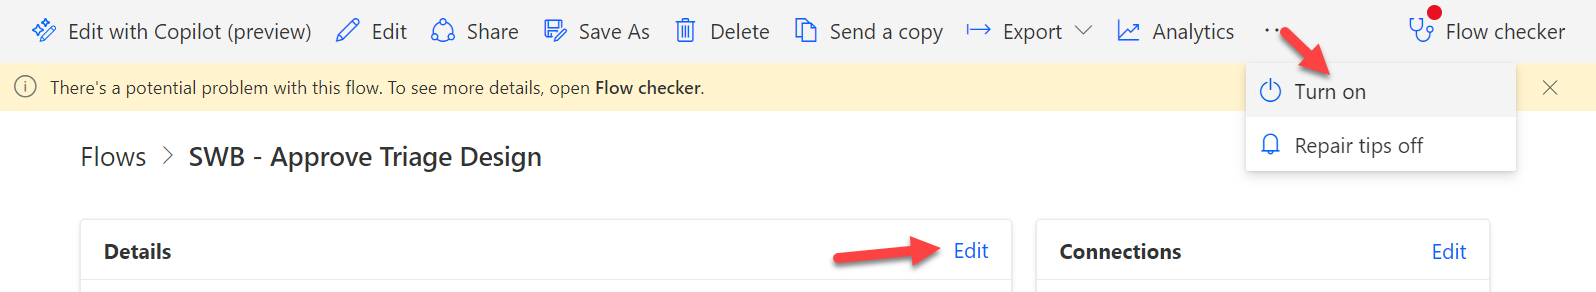 Edit with Copilot (preview) Edit Share Save As Delete Send a copy Export Analytics ··· Flow checker
There's a potential problem with this flow. To see more details, open Flow checker.
Turn on
Repair tips off
Flows > SWB - Approve Triage Design
Details Edit
Connections Edit